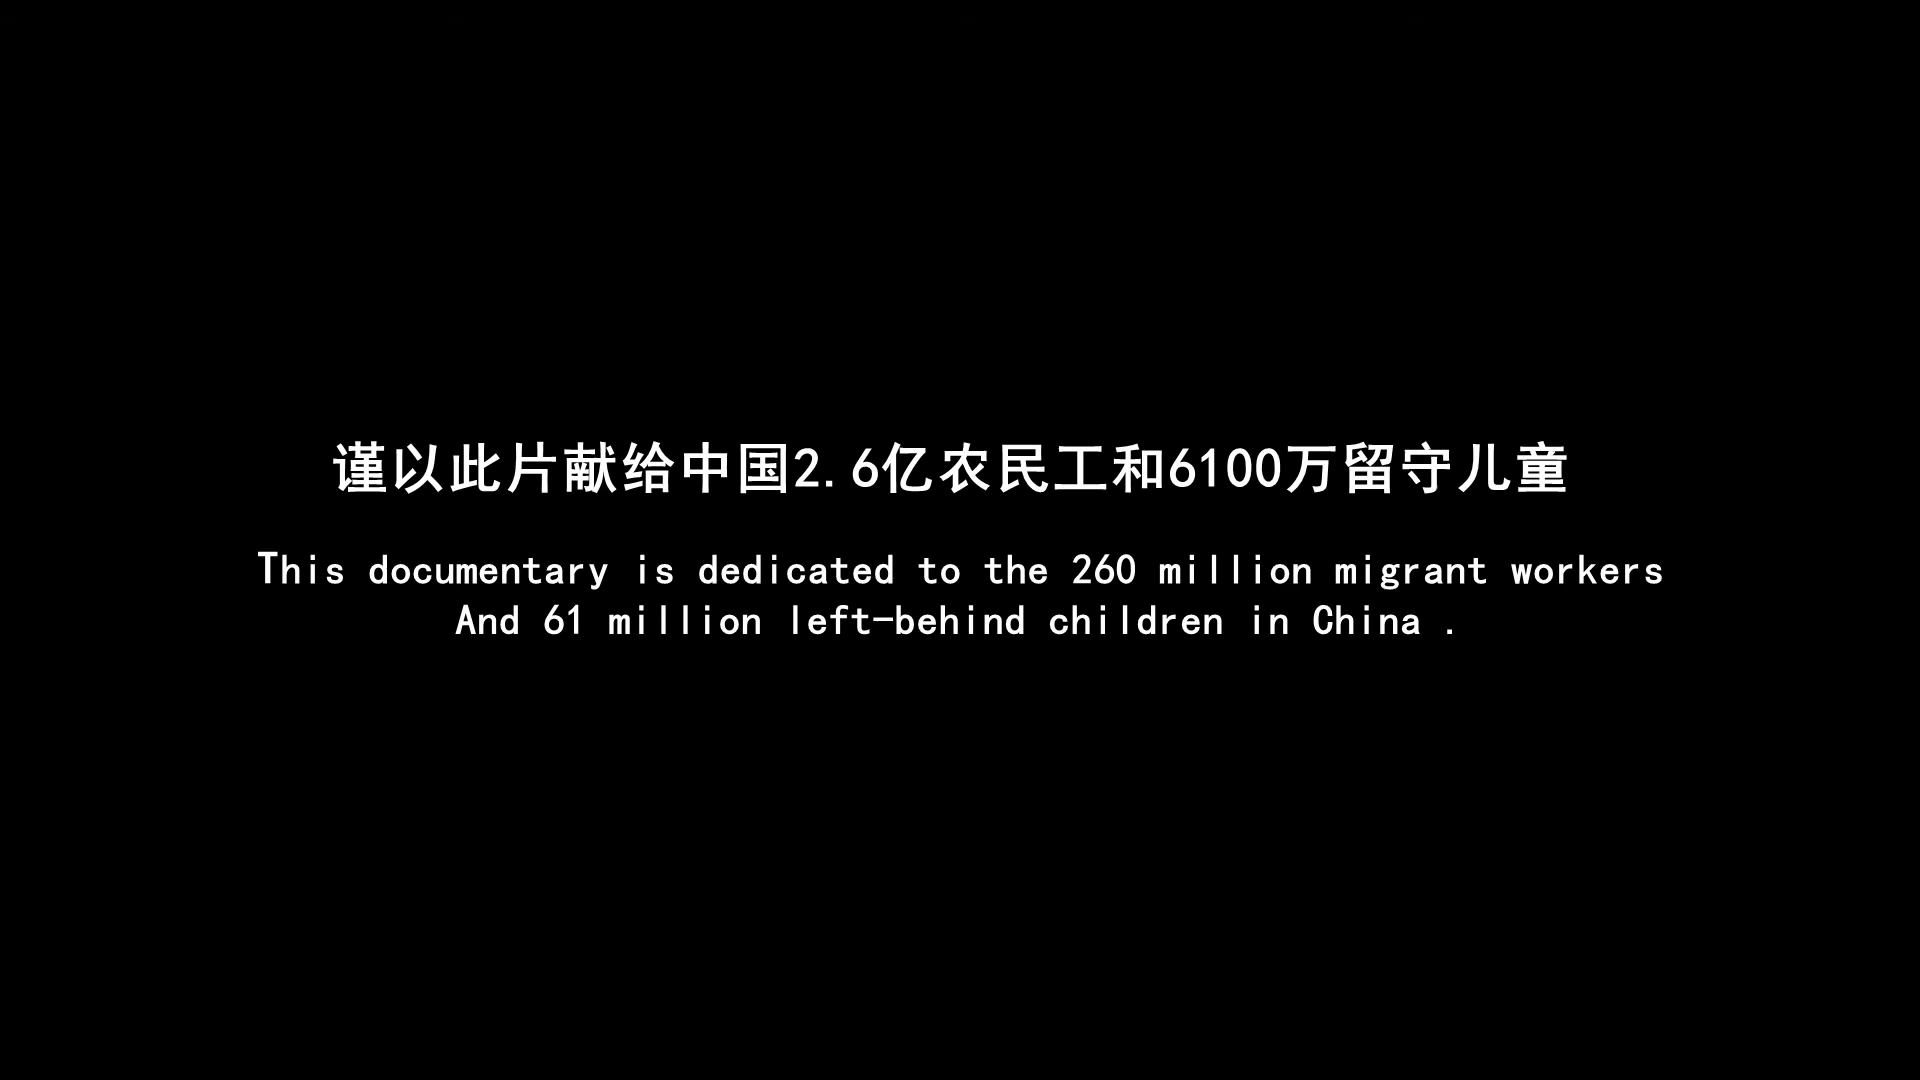 谨以此片献给中国2.6亿农民工和6100万留守儿童
This documentary is dedicated to the 260 million migrant workers
And 61 million left-behind children in China .